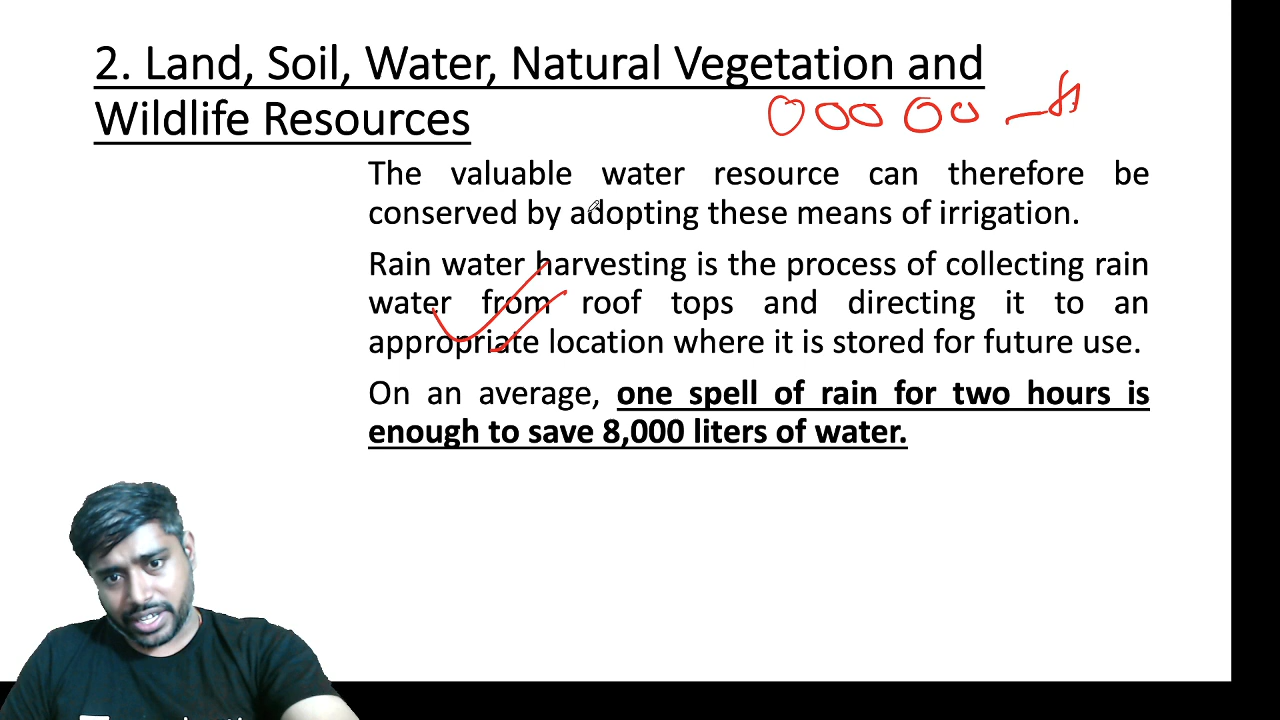 2. Land, Soil, Water, Natural Vegetation and
Wildlife Resources
The valuable water resource can therefore be
conserved by adopting these means of irrigation.
Rain water harvesting is the process of collecting rain
water from roof tops and directing it to an
appropriate location where it is stored for future use.
On an average, one spell of rain for two hours is
enough to save 8,000 liters of water.